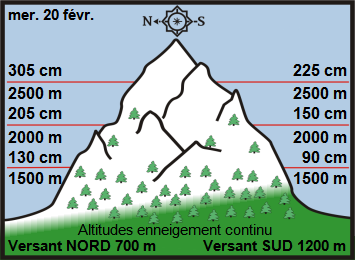 mer. 20 févr.
N S
305 cm 225 cm
2500 m 2500 m
205 cm 150 cm
2000 m 2000 m
130 cm 90 cm
1500 m 1500 m
Altitudes enneigement continu
Versant NORD 700 m Versant SUD 1200 m